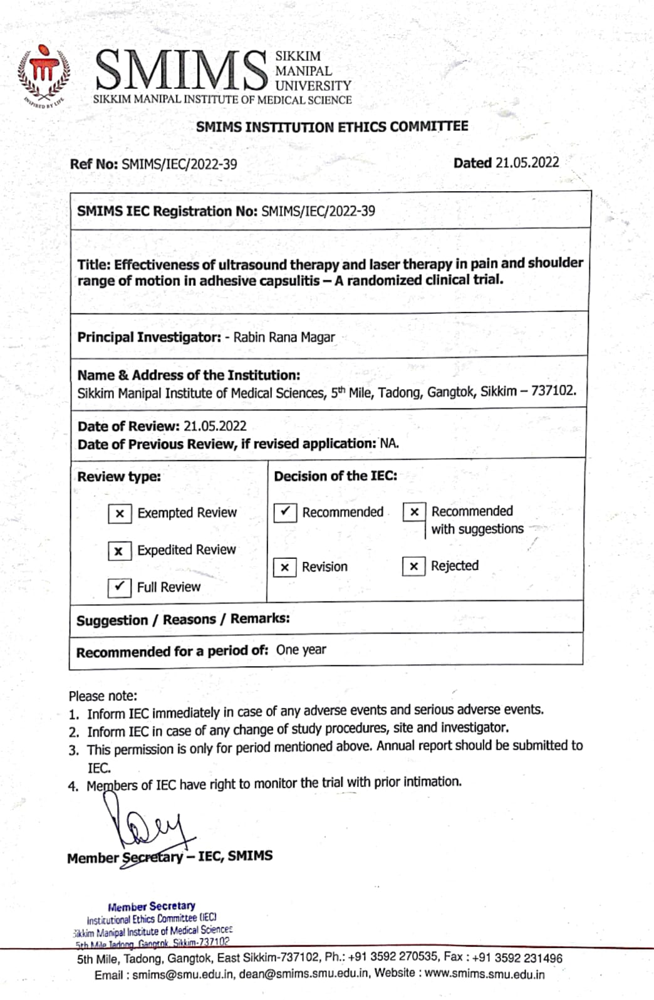 SMIMS
SIKKIM
MANIPAL
UNIVERSITY
SIKKIM MANIPAL INSTITUTE OF MEDICAL SCIENCE
INSPIRED BY LIFE
SMIMS INSTITUTION ETHICS COMMITTEE
Ref No: SMIMS/IEC/2022-39
Dated 21.05.2022
SMIMS IEC Registration No: SMIMS/IEC/2022-39
Title: Effectiveness of ultrasound therapy and laser therapy in pain and shoulder
range of motion in adhesive capsulitis – A randomized clinical trial.
Principal Investigator: - Rabin Rana Magar
Name & Address of the Institution:
Sikkim Manipal Institute of Medical Sciences, 5th Mile, Tadong, Gangtok, Sikkim – 737102.
Date of Review: 21.05.2022
Date of Previous Review, if revised application: NA.
Review type:
x Exempted Review
x Expedited Review
✓ Full Review
Decision of the IEC:
✓ Recommended
x Recommended
with suggestions
x Revision
x Rejected
Suggestion / Reasons / Remarks:
Recommended for a period of: One year
Please note:
1. Inform IEC immediately in case of any adverse events and serious adverse events.
2. Inform IEC in case of any change of study procedures, site and investigator.
3. This permission is only for period mentioned above. Annual report should be submitted to
IEC.
4. Members of IEC have right to monitor the trial with prior intimation.
Member Secretary – IEC, SMIMS
Member Secretary
Institutional Ethics Committee (IEC)
Sikkim Manipal Institute of Medical Sciences
5th Mile Tadong, Gangtok, Sikkim-737102
5th Mile, Tadong, Gangtok, East Sikkim-737102, Ph.: +91 3592 270535, Fax : +91 3592 231496
Email : smims@smu.edu.in, dean@smims.smu.edu.in, Website : www.smims.smu.edu.in